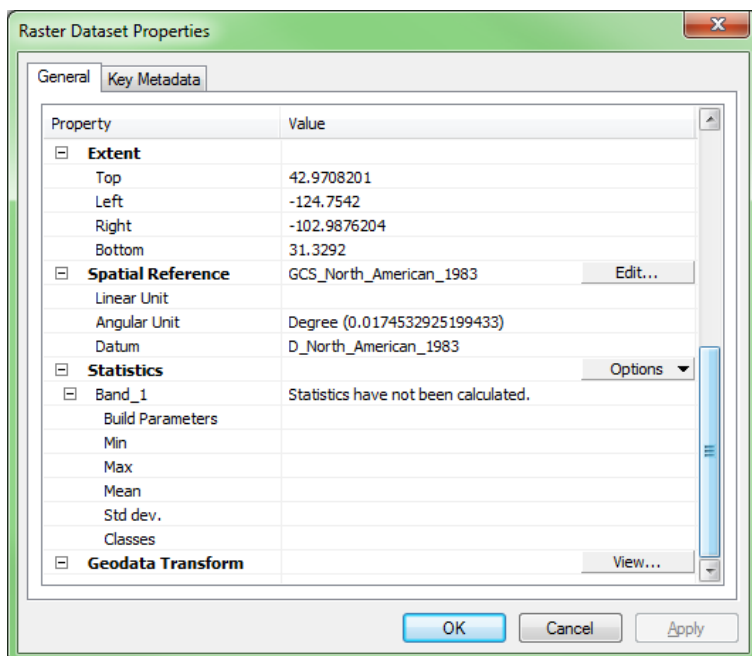 Raster Dataset Properties
General Key Metadata
Property Value
Extent
Top 42.9708201
Left -124.7542
Right -102.9876204
Bottom 31.3292
Spatial Reference GCS_North_American_1983 Edit...
Linear Unit
Angular Unit Degree (0.0174532925199433)
Datum D_North_American_1983
Statistics Options
Band_1 Statistics have not been calculated.
Build Parameters
Min
Max
Mean
Std dev.
Classes
Geodata Transform View...
OK Cancel Apply